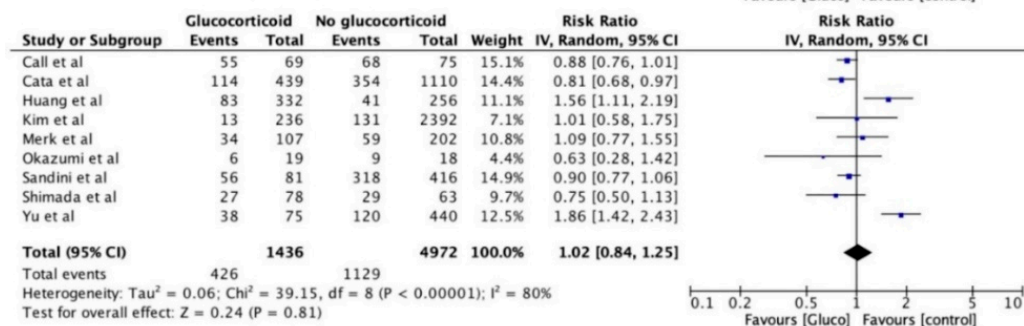 Favours [Gluco] Favours [control]
Glucocorticoid No glucocorticoid Risk Ratio Risk Ratio
Study or Subgroup Events Total Events Total Weight IV, Random, 95% CI IV, Random, 95% CI
Call et al 55 69 68 75 15.1% 0.88 [0.76, 1.01]
Cata et al 114 439 354 1110 14.4% 0.81 [0.68, 0.97]
Huang et al 83 332 41 256 11.1% 1.56 [1.11, 2.19]
Kim et al 13 236 131 2392 7.1% 1.01 [0.58, 1.75]
Merk et al 34 107 59 202 10.9% 1.09 [0.77, 1.55]
Okazumi et al 6 19 9 18 4.4% 0.63 [0.28, 1.42]
Sandini et al 56 81 318 416 14.9% 0.90 [0.77, 1.06]
Shimada et al 27 78 29 63 9.7% 0.75 [0.50, 1.13]
Yu et al 38 75 120 440 12.5% 1.86 [1.42, 2.43]
Total (95% CI) 1436 4972 100.0% 1.02 [0.84, 1.25]
Total events 426 1129
Heterogeneity: Tau² = 0.06; Chi² = 39.15, df = 8 (P < 0.00001); I² = 80%
Test for overall effect: Z = 0.24 (P = 0.81)
0.1 0.2 0.5 1 2 5 10
Favours [Gluco] Favours [control]